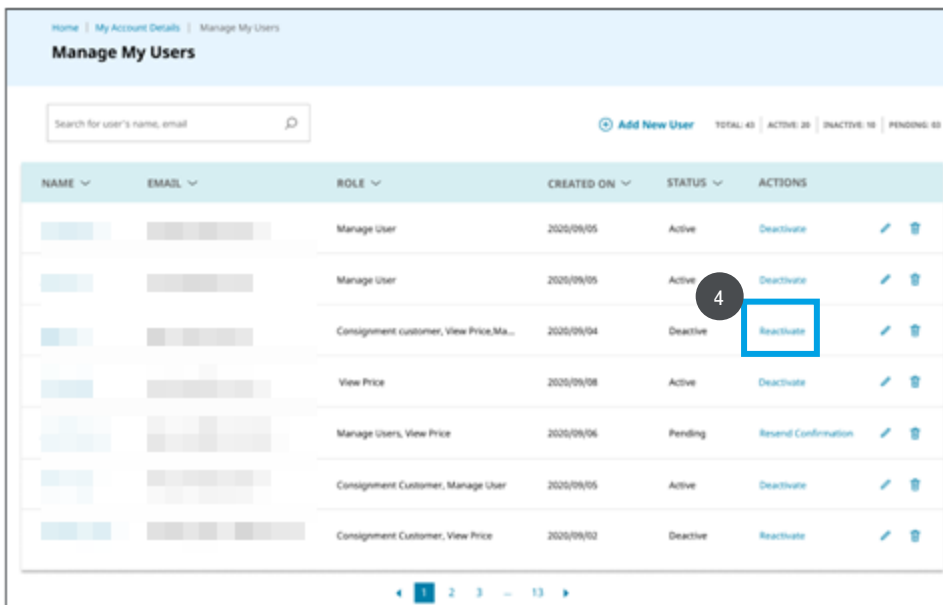 Home | My Account Details | Manage My Users
Manage My Users
Search for user's name, email
Add New User TOTAL: 43 | ACTIVE: 20 | INACTIVE: 10 | PENDING: 03
NAME EMAIL ROLE CREATED ON STATUS ACTIONS
Manage User 2020/09/05 Active Deactivate
Manage User 2020/09/05 Active Deactivate
4
Consignment customer, View Price,Ma... 2020/09/04 Deactive Reactivate
View Price 2020/09/08 Active Deactivate
Manage Users, View Price 2020/09/06 Pending Resend Confirmation
Consignment Customer, Manage User 2020/09/05 Active Deactivate
Consignment Customer, View Price 2020/09/02 Deactive Reactivate
1 2 3 ... 13